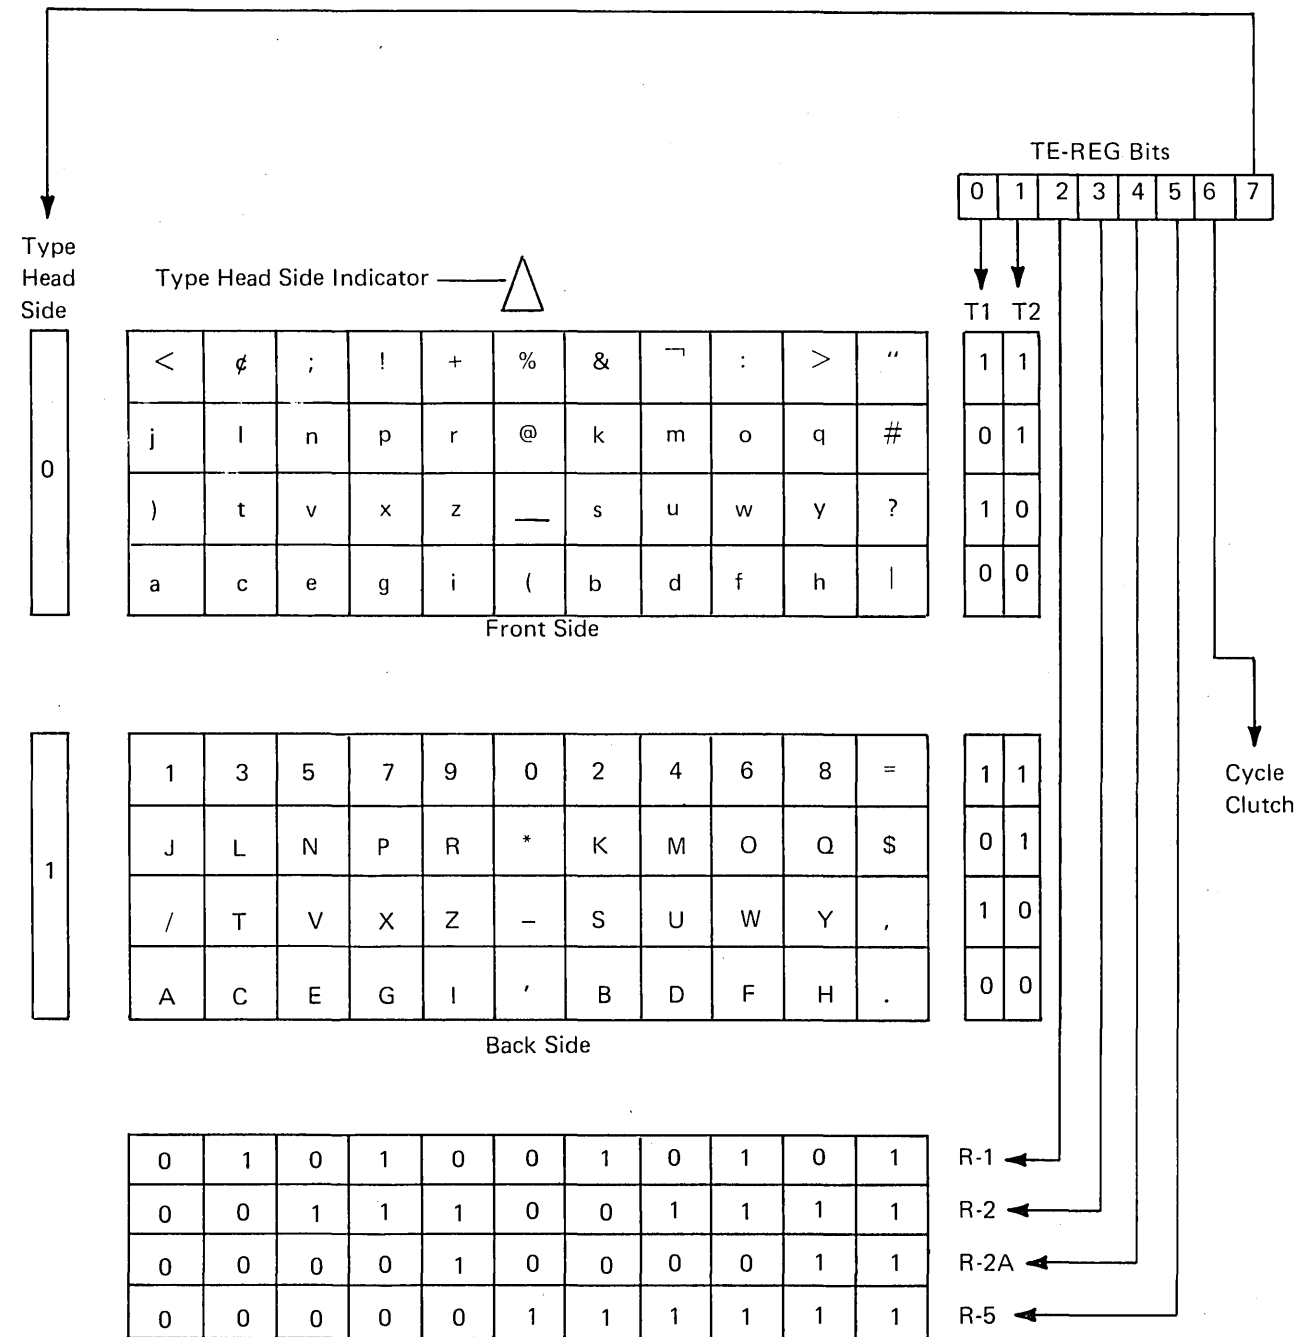 TE-REG Bits
0 1 2 3 4 5 6 7
Type
Head
Side
Type Head Side Indicator
T1 T2
0
< ¢ ; ! + % & ¬ : > " 1 1
j l n p r @ k m o q # 0 1
) t v x z _ s u w y ? 1 0
a c e g i ( b d f h | 0 0
Front Side
1
1 3 5 7 9 0 2 4 6 8 = 1 1
J L N P R * K M O Q $ 0 1
/ T V X Z – S U W Y , 1 0
A C E G I ' B D F H . 0 0
Cycle
Clutch
Back Side
0 1 0 1 0 0 1 0 1 0 1 R-1
0 0 1 1 1 0 0 1 1 1 1 R-2
0 0 0 0 1 0 0 0 0 1 1 R-2A
0 0 0 0 0 1 1 1 1 1 1 R-5